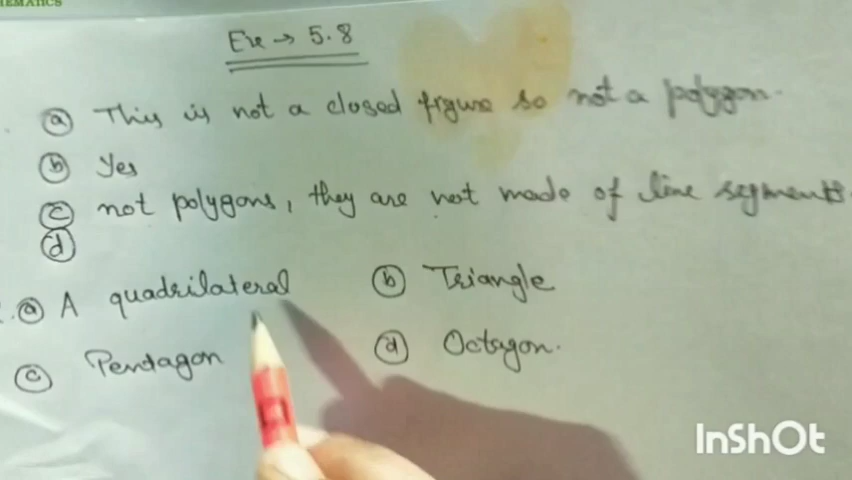 Ex → 5.8
(a) This is not a closed figure so not a polygon.
(b) Yes
(c) not polygons, they are not made of line segments.
(d)
(a) A quadrilateral (b) Triangle
(c) Pentagon (d) Octagon.
InShOt